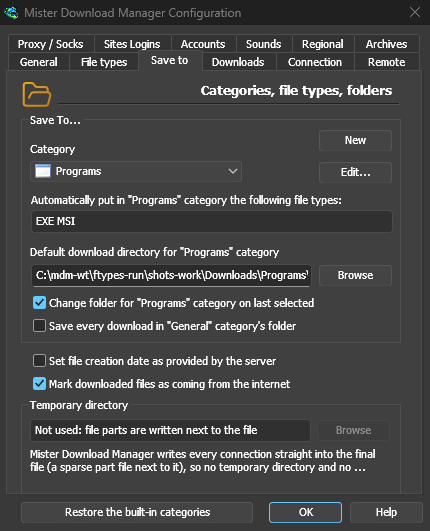 Mister Download Manager Configuration
Proxy / Socks Sites Logins Accounts Sounds Regional Archives
General File types Save to Downloads Connection Remote
Categories, file types, folders
Save To...
New
Category
Programs
Edit...
Automatically put in "Programs" category the following file types:
EXE MSI
Default download directory for "Programs" category
C:\mdm-wt\ftypes-run\shots-work\Downloads\Programs\
Browse
Change folder for "Programs" category on last selected
Save every download in "General" category's folder
Set file creation date as provided by the server
Mark downloaded files as coming from the internet
Temporary directory
Not used: file parts are written next to the file
Browse
Mister Download Manager writes every connection straight into the final
file (a sparse part file next to it), so no temporary directory and no ...
Restore the built-in categories OK Help